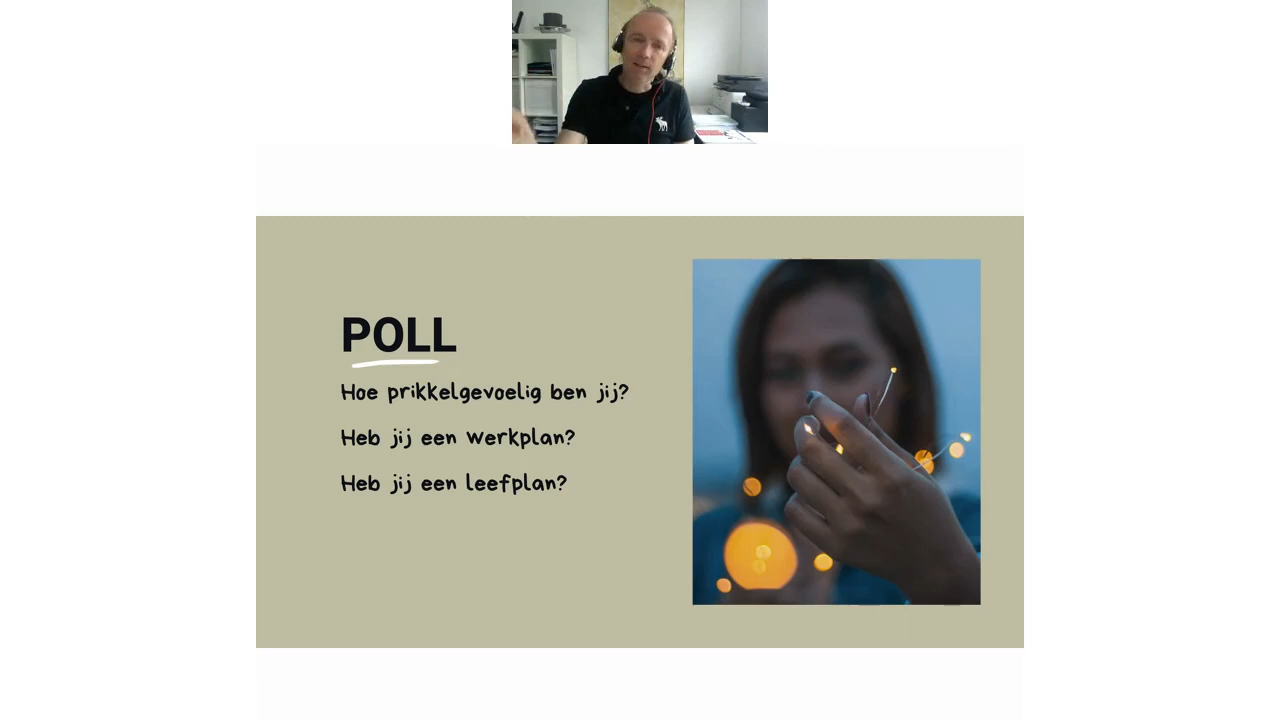 POLL
Hoe prikkelgevoelig ben jij?
Heb jij een werkplan?
Heb jij een leefplan?